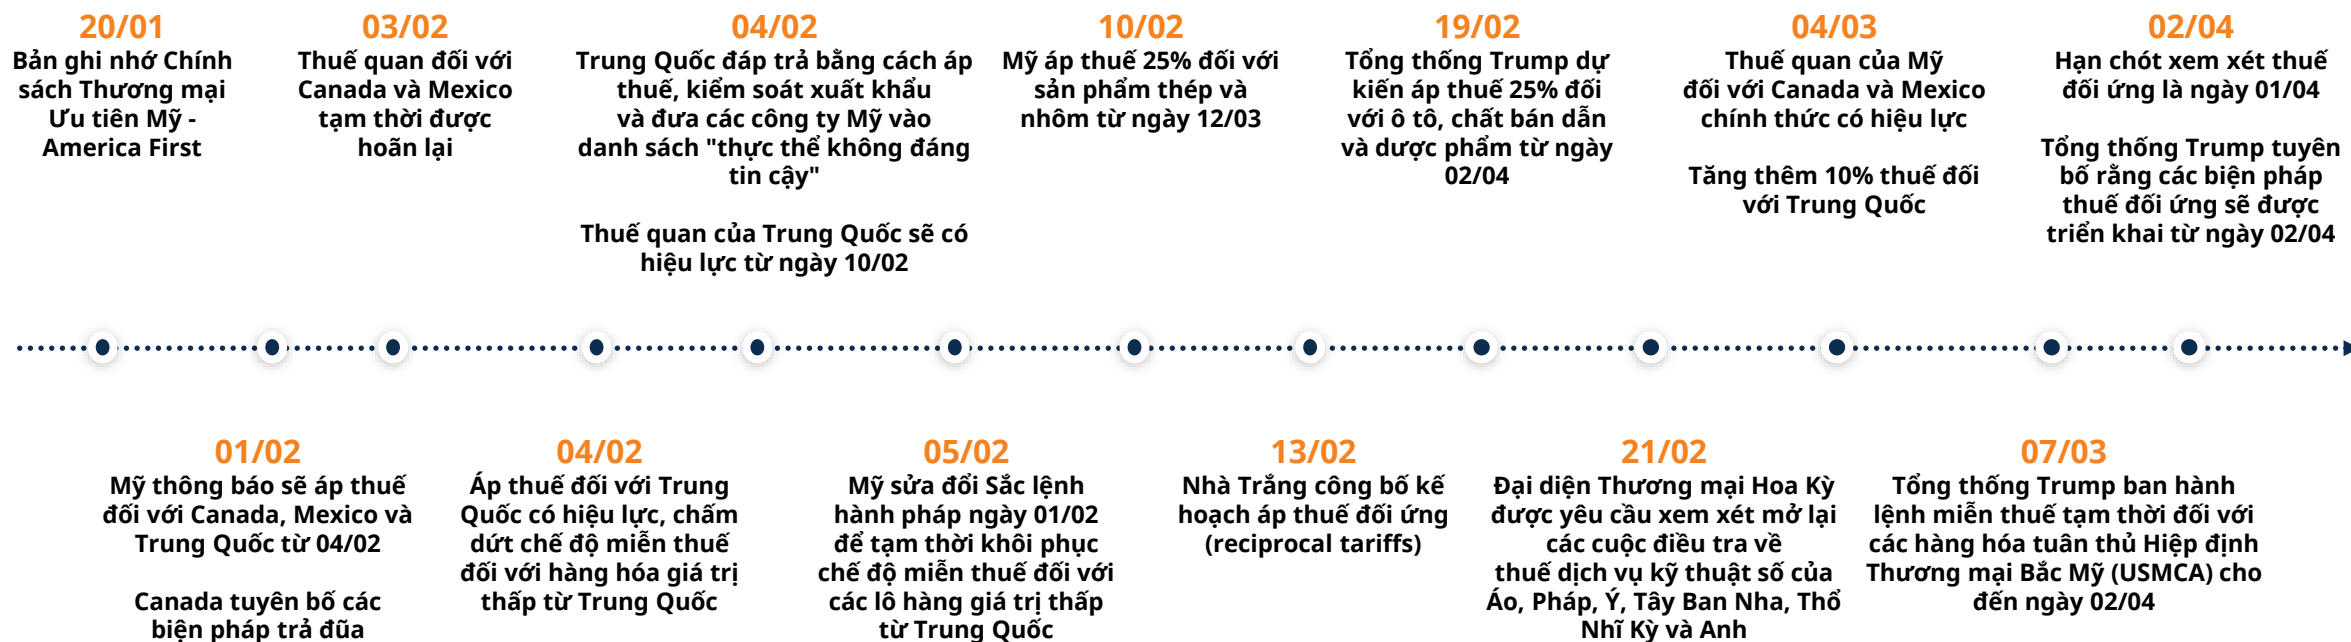 20/01
Bản ghi nhớ Chính
sách Thương mại
Ưu tiên Mỹ -
America First
03/02
Thuế quan đối với
Canada và Mexico
tạm thời được
hoãn lại
04/02
Trung Quốc đáp trả bằng cách áp
thuế, kiểm soát xuất khẩu
và đưa các công ty Mỹ vào
danh sách "thực thể không đáng
tin cậy"
Thuế quan của Trung Quốc sẽ có
hiệu lực từ ngày 10/02
10/02
Mỹ áp thuế 25% đối với
sản phẩm thép và
nhôm từ ngày 12/03
19/02
Tổng thống Trump dự
kiến áp thuế 25% đối
với ô tô, chất bán dẫn
và dược phẩm từ ngày
02/04
04/03
Thuế quan của Mỹ
đối với Canada và Mexico
chính thức có hiệu lực
Tăng thêm 10% thuế đối
với Trung Quốc
02/04
Hạn chót xem xét thuế
đối ứng là ngày 01/04
Tổng thống Trump tuyên
bố rằng các biện pháp
thuế đối ứng sẽ được
triển khai từ ngày 02/04
01/02
Mỹ thông báo sẽ áp thuế
đối với Canada, Mexico và
Trung Quốc từ 04/02
Canada tuyên bố các
biện pháp trả đũa
04/02
Áp thuế đối với Trung
Quốc có hiệu lực, chấm
dứt chế độ miễn thuế
đối với hàng hóa giá trị
thấp từ Trung Quốc
05/02
Mỹ sửa đổi Sắc lệnh
hành pháp ngày 01/02
để tạm thời khôi phục
chế độ miễn thuế đối với
các lô hàng giá trị thấp
từ Trung Quốc
13/02
Nhà Trắng công bố kế
hoạch áp thuế đối ứng
(reciprocal tariffs)
21/02
Đại diện Thương mại Hoa Kỳ
được yêu cầu xem xét mở lại
các cuộc điều tra về
thuế dịch vụ kỹ thuật số của
Áo, Pháp, Ý, Tây Ban Nha, Thổ
Nhĩ Kỳ và Anh
07/03
Tổng thống Trump ban hành
lệnh miễn thuế tạm thời đối với
các hàng hóa tuân thủ Hiệp định
Thương mại Bắc Mỹ (USMCA) cho
đến ngày 02/04